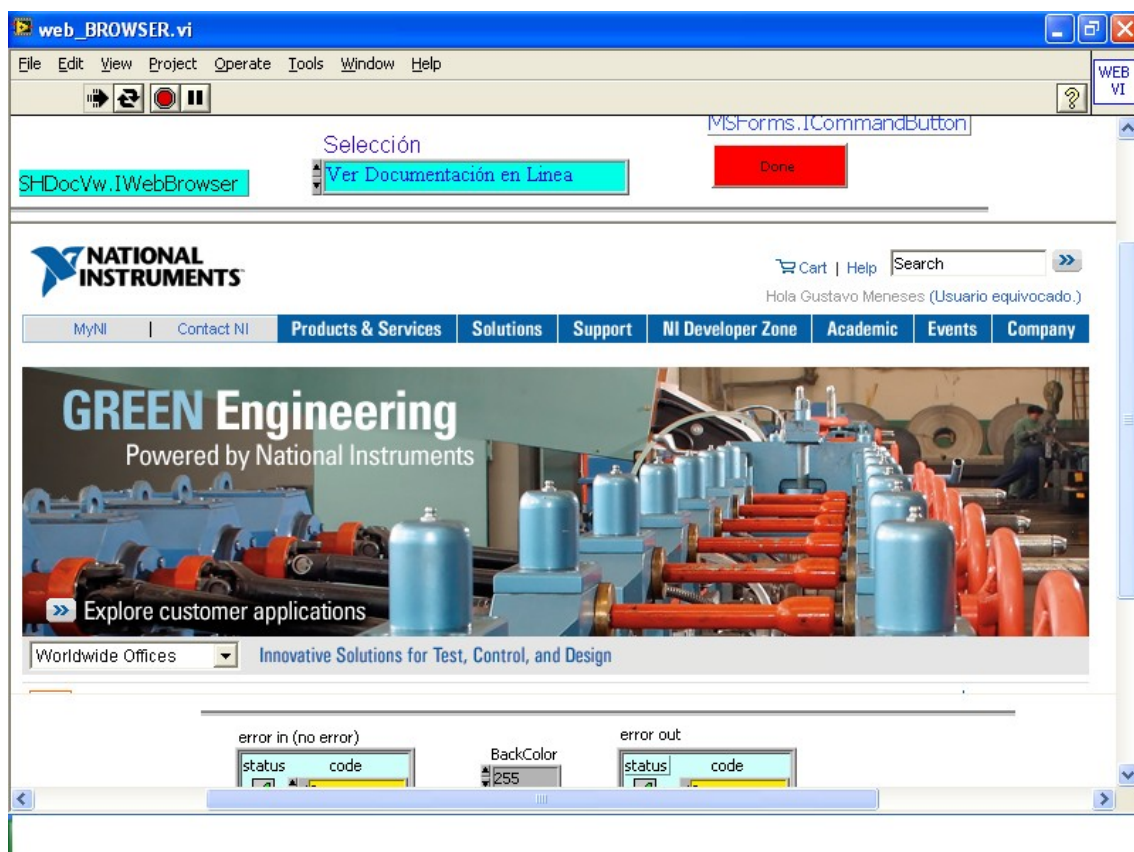 web_BROWSER.vi
File Edit View Project Operate Tools Window Help
WEB
VI
MSForms.ICommandButton
Selección
Ver Documentación en Linea
Done
SHDocVw.IWebBrowser
NATIONAL
INSTRUMENTS
Cart | Help Search
Hola Gustavo Meneses (Usuario equivocado.)
MyNI | Contact NI Products & Services Solutions Support NI Developer Zone Academic Events Company
GREEN Engineering
Powered by National Instruments
Explore customer applications
Worldwide Offices Innovative Solutions for Test, Control, and Design
error in (no error) error out
status code BackColor status code
255